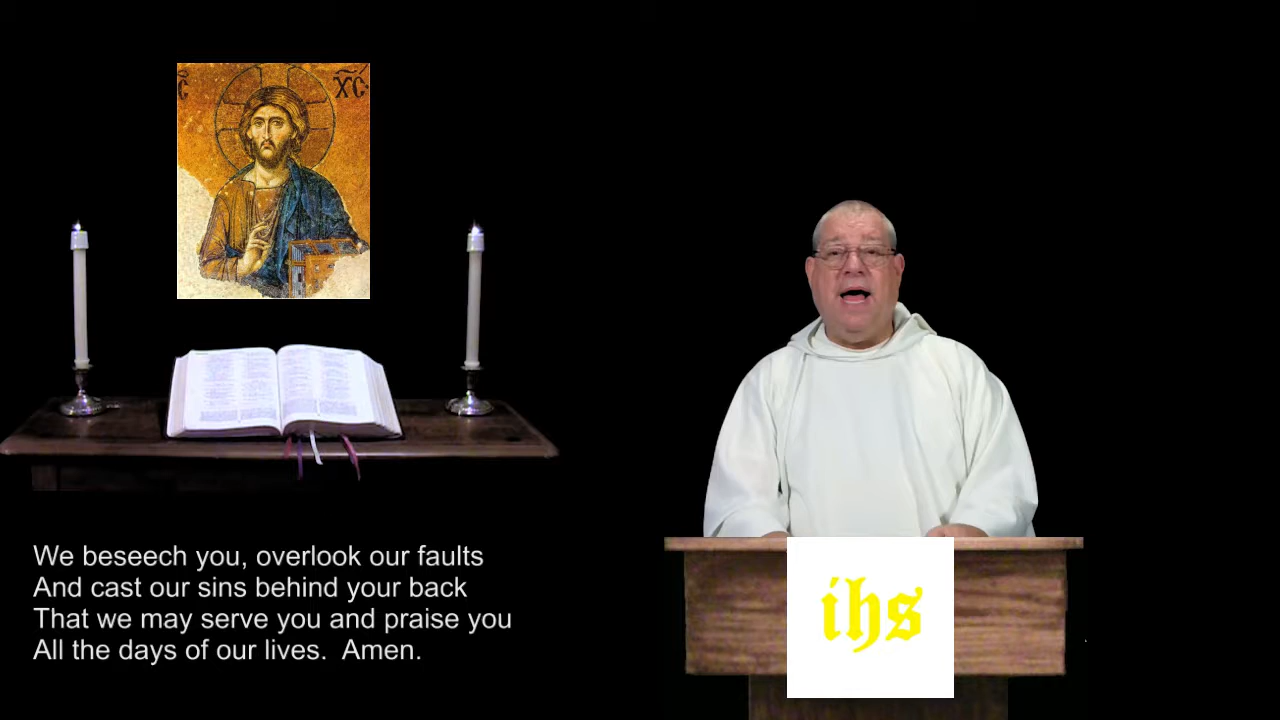 C
XC
We beseech you, overlook our faults
And cast our sins behind your back
That we may serve you and praise you
All the days of our lives.  Amen.
ihs